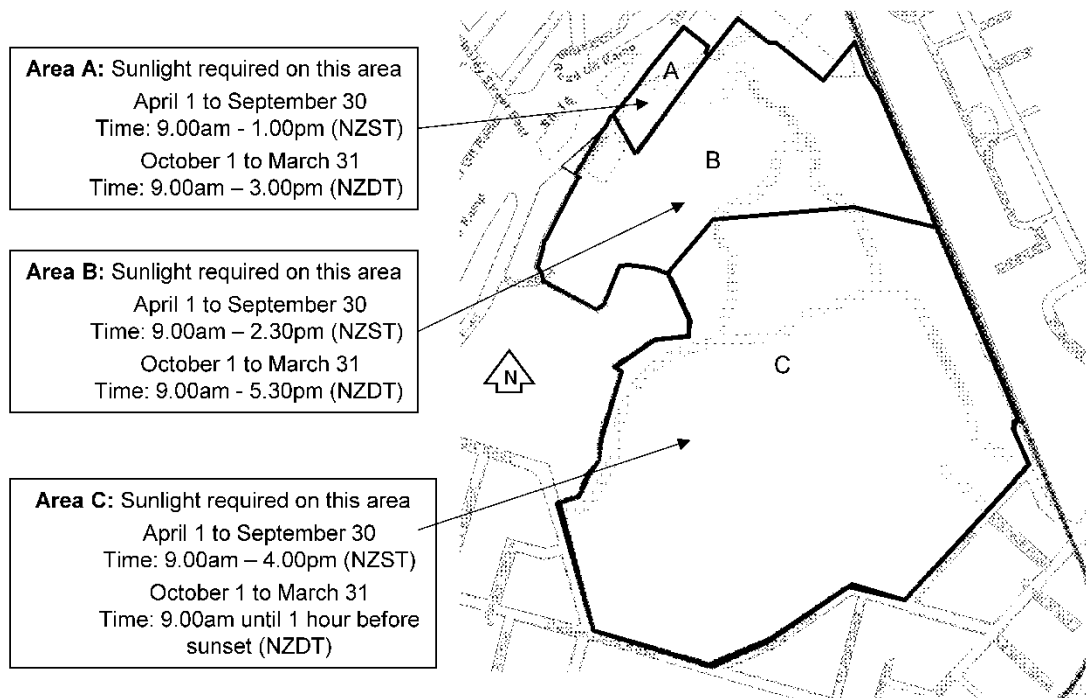 Area A: Sunlight required on this area
April 1 to September 30
Time: 9.00am - 1.00pm (NZST)
October 1 to March 31
Time: 9.00am – 3.00pm (NZDT)
Area B: Sunlight required on this area
April 1 to September 30
Time: 9.00am – 2.30pm (NZST)
October 1 to March 31
Time: 9.00am - 5.30pm (NZDT)
Area C: Sunlight required on this area
April 1 to September 30
Time: 9.00am – 4.00pm (NZST)
October 1 to March 31
Time: 9.00am until 1 hour before
sunset (NZDT)
A
B
C
N